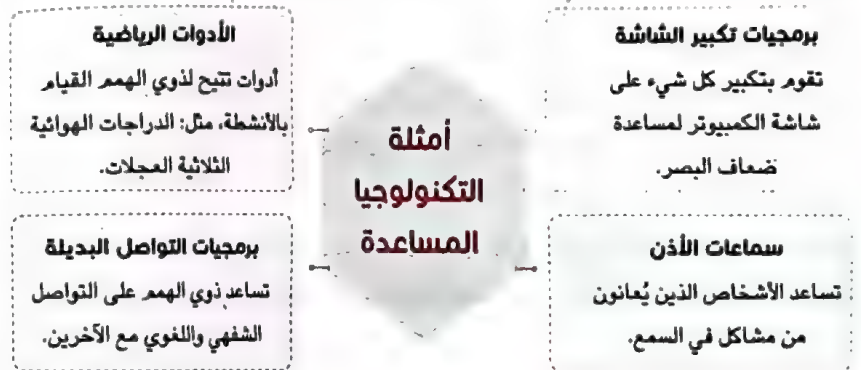 برمجيات تكبير الشاشة
تقوم بتكبير كل شيء على
شاشة الكمبيوتر لمساعدة
ضعاف البصر.
الأدوات الرياضية
أدوات تتيح لذوي الهمم القيام
بالأنشطة، مثل: الدراجات الهوائية
الثلاثية العجلات.
أمثلة
التكنولوجيا
المساعدة
سماعات الأذن
تساعد الأشخاص الذين يُعانون
من مشاكل في السمع.
برمجيات التواصل البديلة
تساعد ذوي الهمم على التواصل
الشفهي واللغوي مع الآخرين.